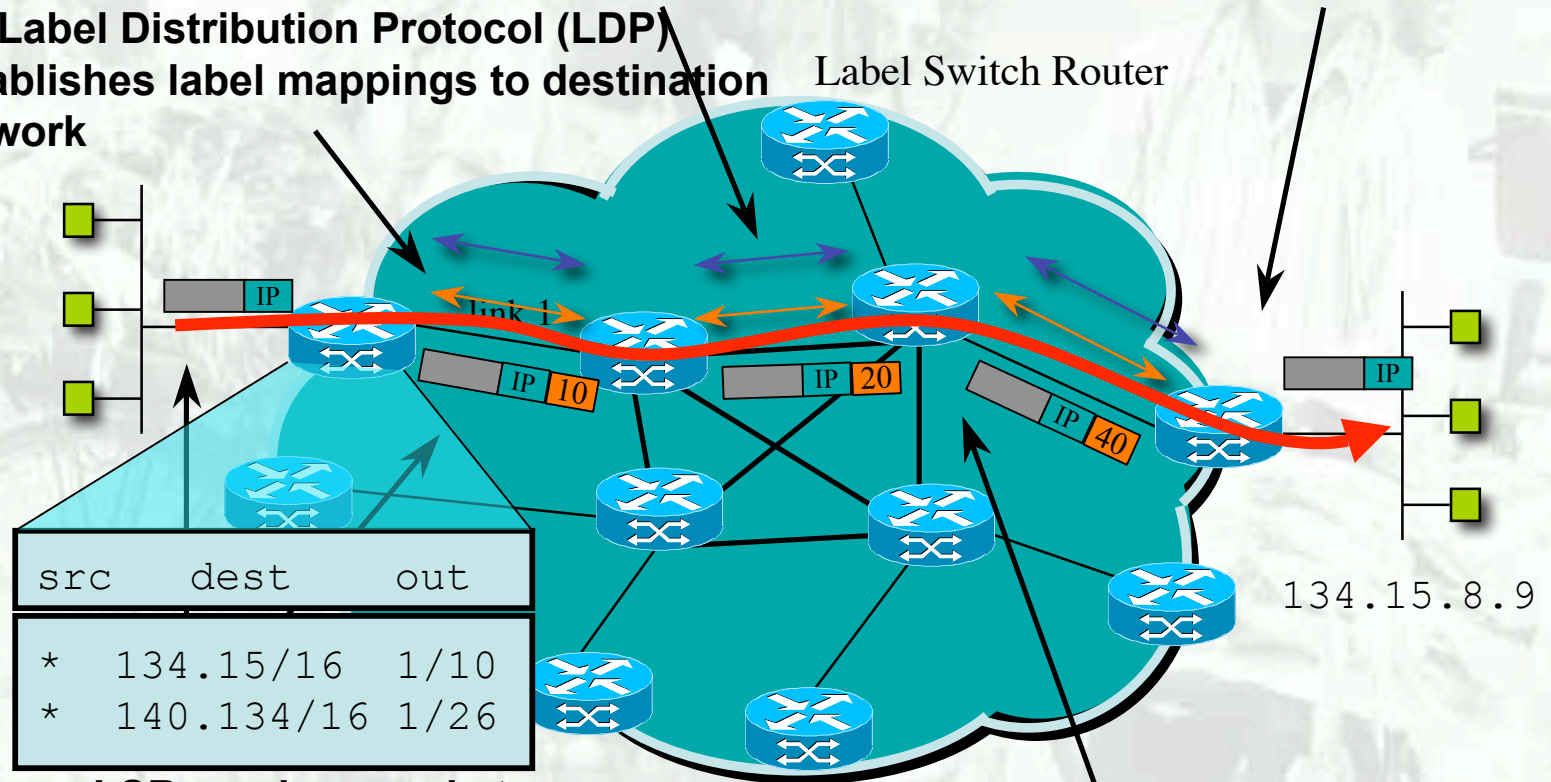 Label Distribution Protocol (LDP)
ablishes label mappings to destination
work
Label Switch Router
IP
link 1
IP 10
IP 20
IP 40
IP
src dest out
* 134.15/16 1/10
* 140.134/16 1/26
134.15.8.9